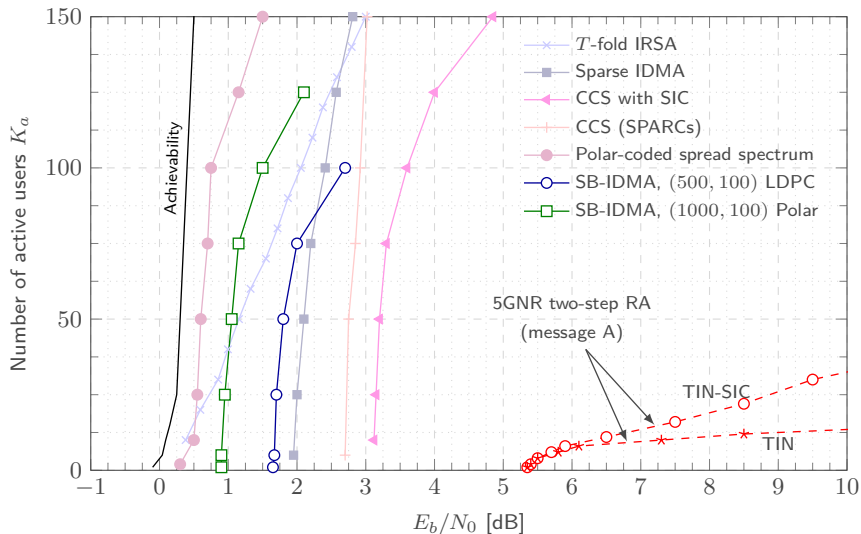 150
100
50
0
Number of active users K_a
−1
0
1
2
3
4
5
6
7
8
9
10
E_b/N_0 [dB]
Achievability
T-fold IRSA
Sparse IDMA
CCS with SIC
CCS (SPARCs)
Polar-coded spread spectrum
SB-IDMA, (500, 100) LDPC
SB-IDMA, (1000, 100) Polar
5GNR two-step RA
(message A)
TIN-SIC
TIN